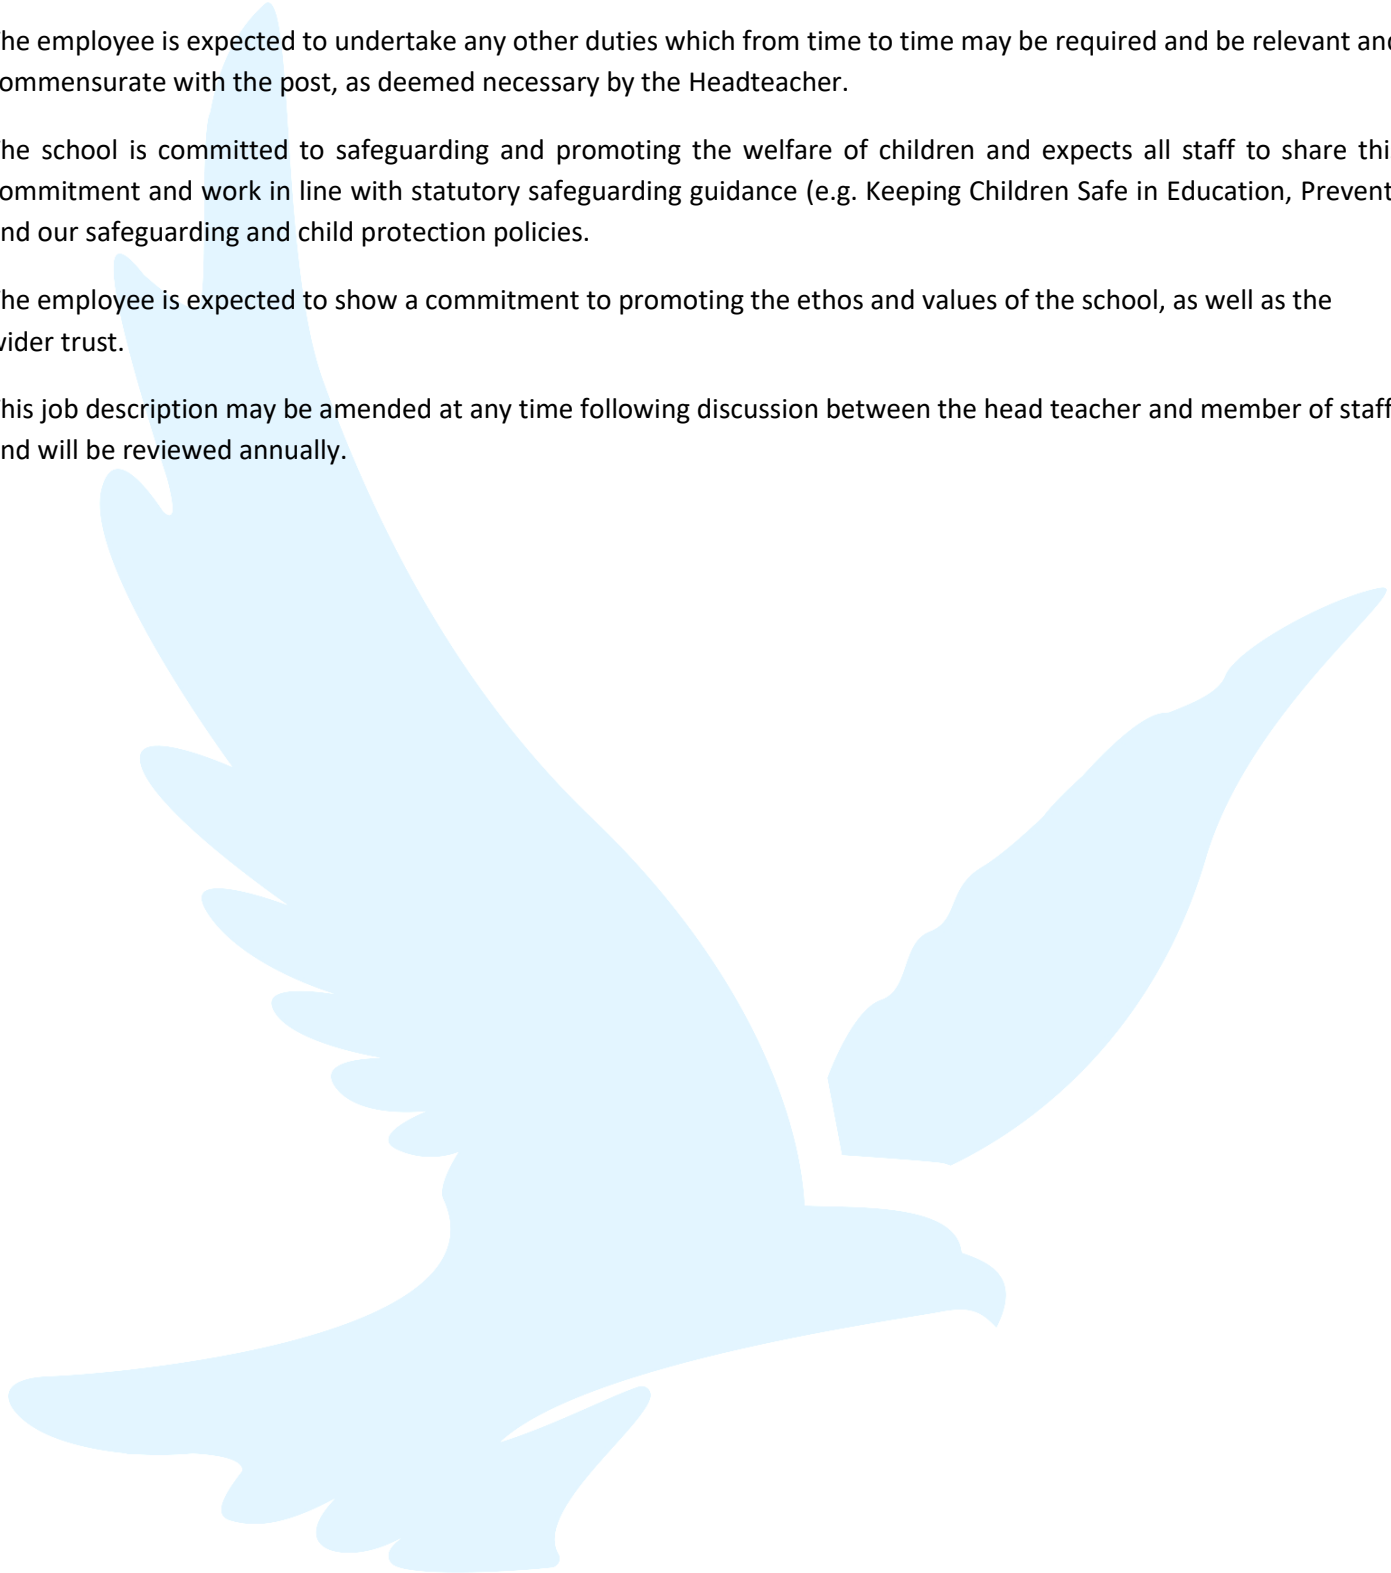 he employee is expected to undertake any other duties which from time to time may be required and be relevant and
ommensurate with the post, as deemed necessary by the Headteacher.
he school is committed to safeguarding and promoting the welfare of children and expects all staff to share thi
ommitment and work in line with statutory safeguarding guidance (e.g. Keeping Children Safe in Education, Prevent
nd our safeguarding and child protection policies.
he employee is expected to show a commitment to promoting the ethos and values of the school, as well as the
wider trust.
his job description may be amended at any time following discussion between the head teacher and member of staff
nd will be reviewed annually.